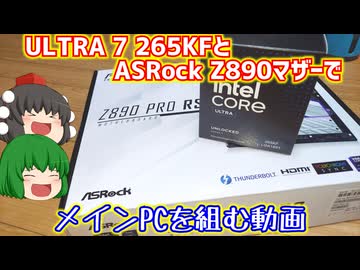 ULTRA 7 265KFと
ASRock Z890マザーで
intel
CORE
ULTRA
UNLOCKED
Z890 PRO RS
MOTHERBOARD
ASRock
THUNDERBOLT
HDMI
メインPCを組む動画